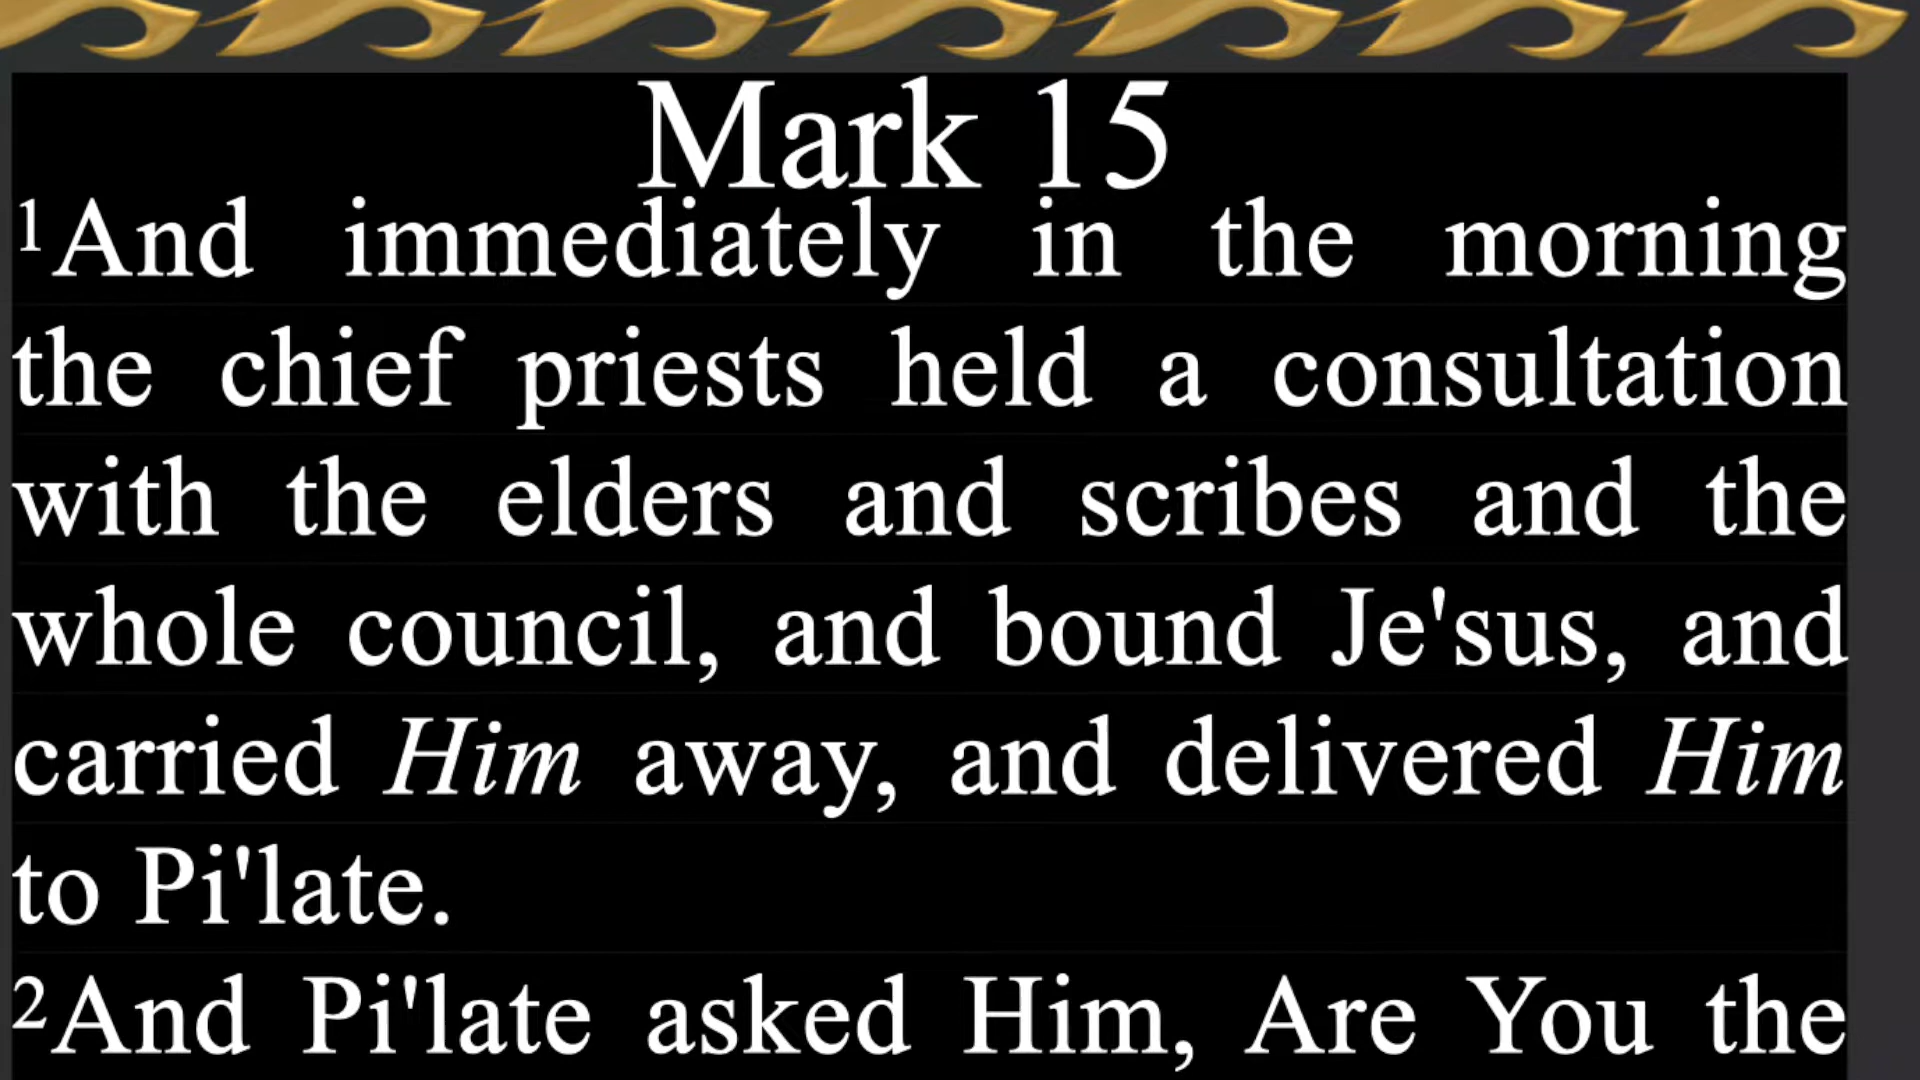 Mark 15
1And immediately in the morning
the chief priests held a consultation
with the elders and scribes and the
whole council, and bound Je'sus, and
carried Him away, and delivered Him
to Pi'late.
2And Pi'late asked Him, Are You the